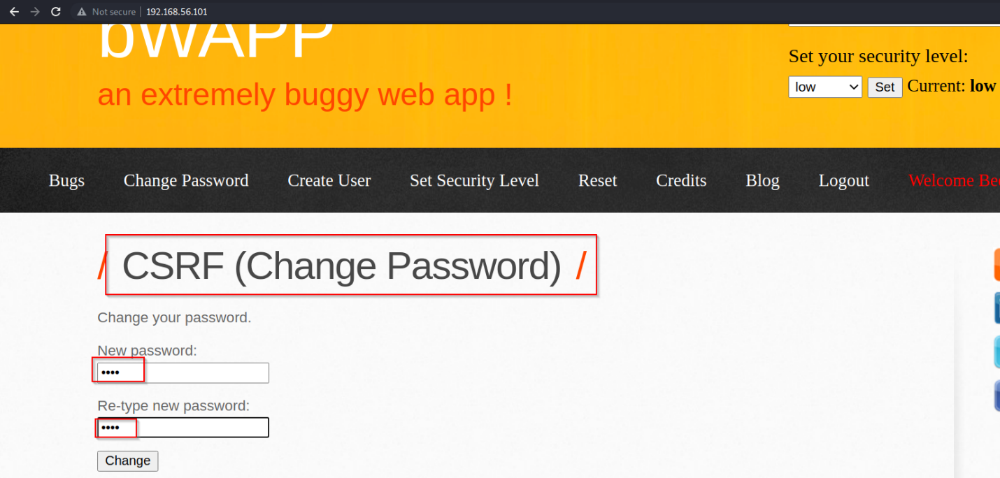 Not secure | 192.168.56.101
bWAPP
Set your security level:
an extremely buggy web app !
low Set Current: low
Bugs Change Password Create User Set Security Level Reset Credits Blog Logout Welcome
/ CSRF (Change Password) /
Change your password.
New password:
••••
Re-type new password:
••••
Change